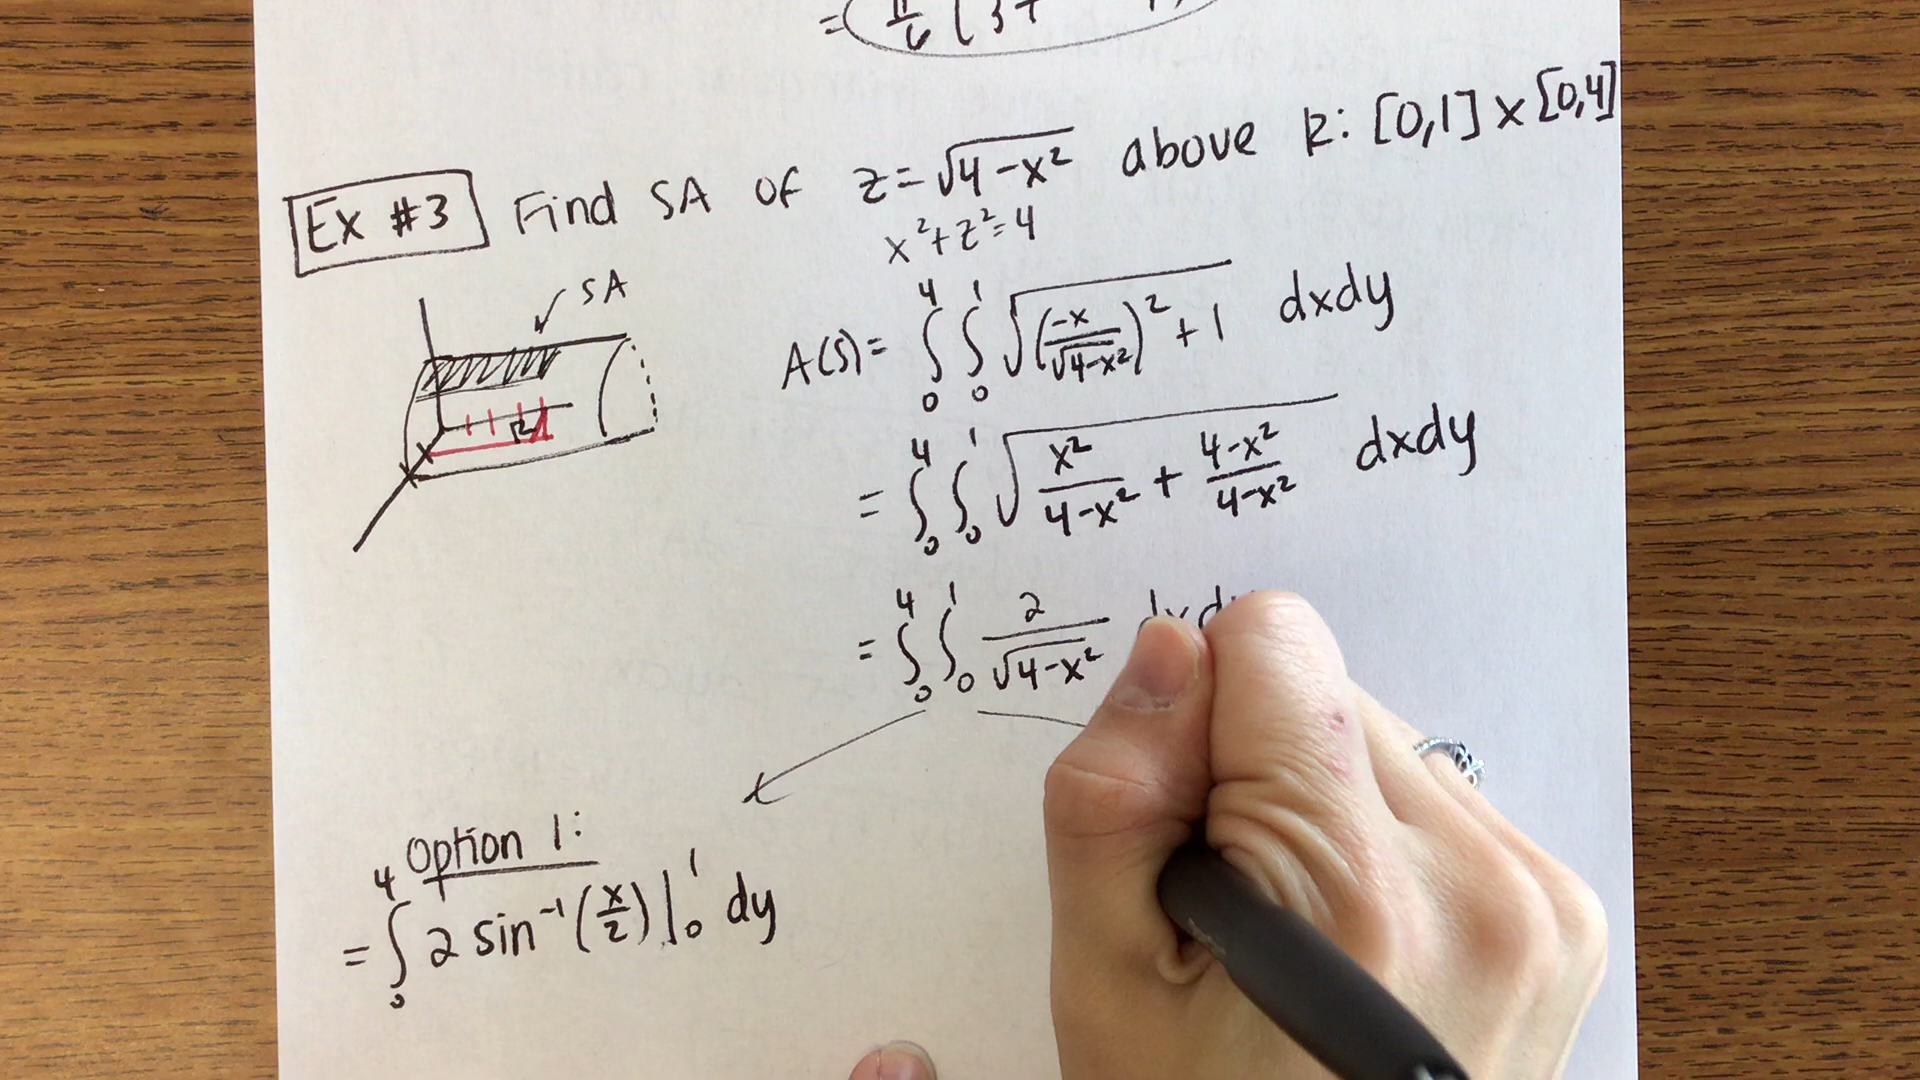 = π/6 [
Ex #3 Find SA of z = √(4-x²) above R: [0,1] x [0,4]
x² + z² = 4
SA
R
A(S) = ∫₀⁴ ∫₀¹ √((-x/√(4-x²))² + 1) dxdy
= ∫₀⁴ ∫₀¹ √(x²/(4-x²) + (4-x²)/(4-x²)) dxdy
= ∫₀⁴ ∫₀¹ 2/√(4-x²) dxdy
Option 1:
= ∫₀⁴ 2 sin⁻¹(x/2) |₀¹ dy